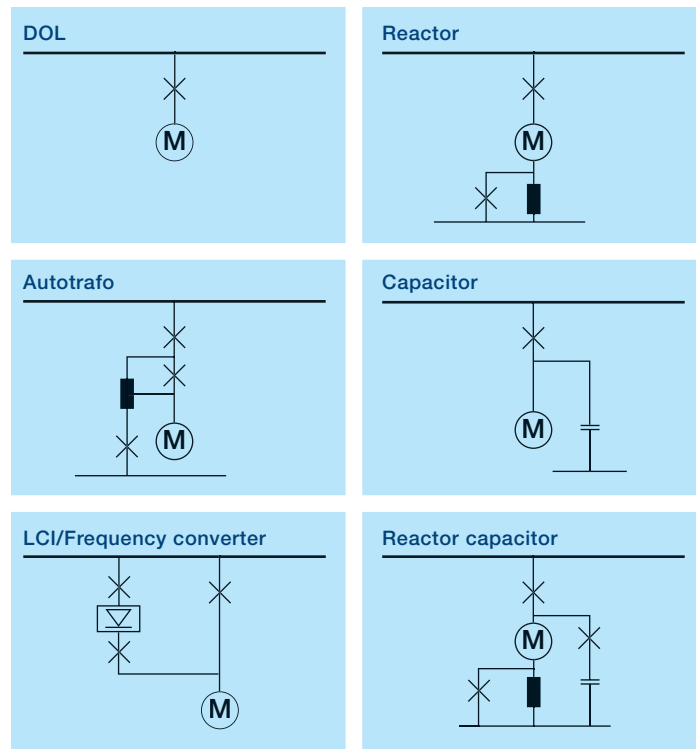 DOL
M
Reactor
M
Autotrafo
M
Capacitor
M
LCI/Frequency converter
M
Reactor capacitor
M